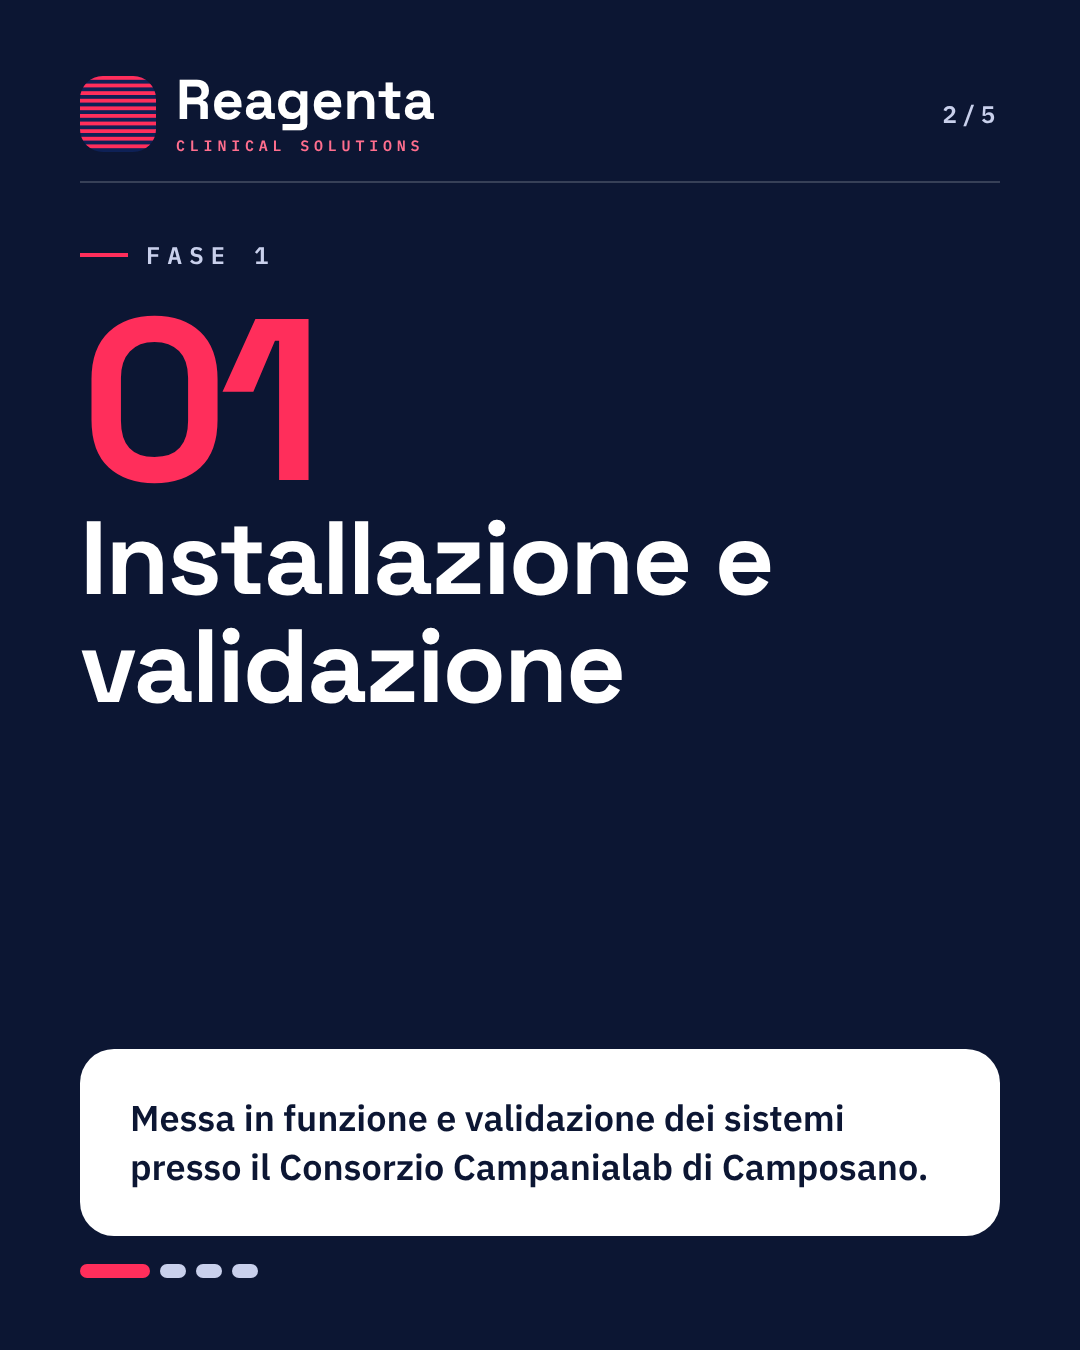 Reagenta
CLINICAL SOLUTIONS
2/5
FASE 1
01
Installazione e
validazione
Messa in funzione e validazione dei sistemi
presso il Consorzio Campanialab di Camposano.